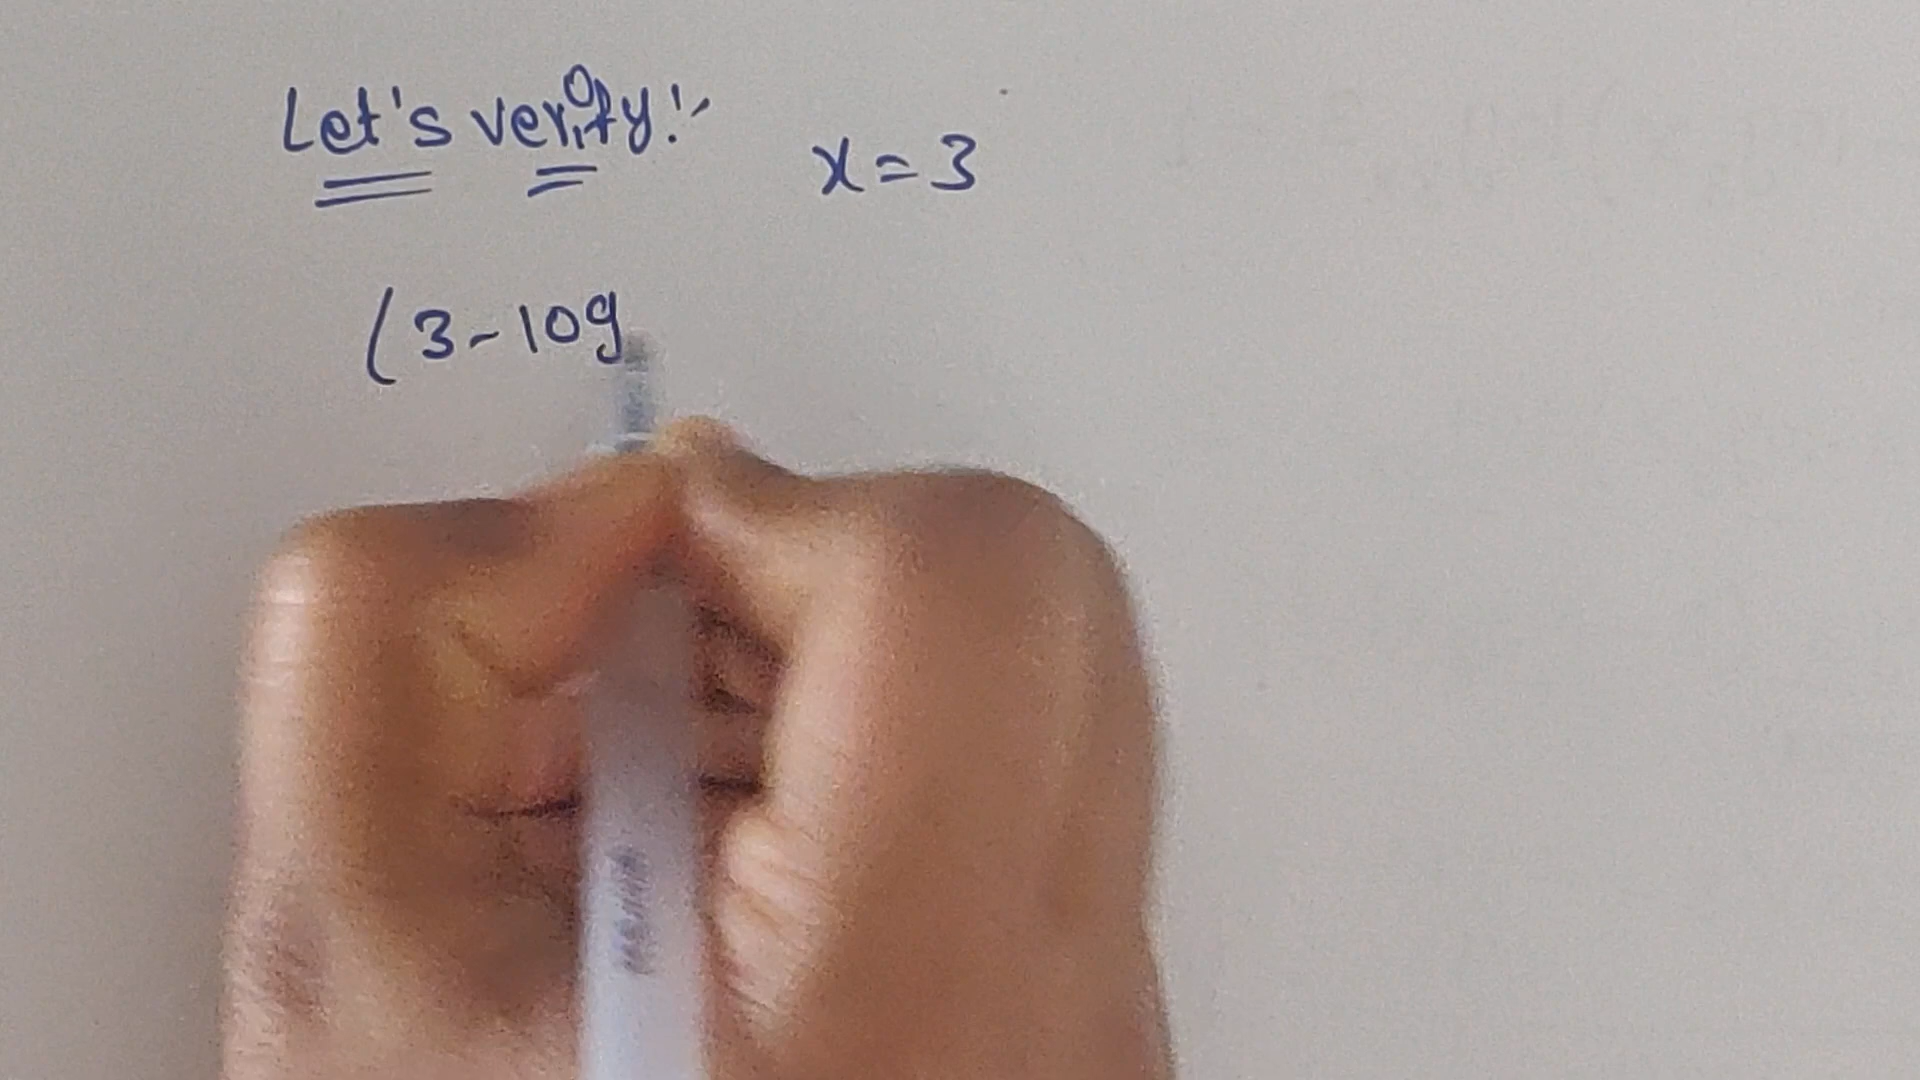 Let's verify:-
x = 3
(3 - log